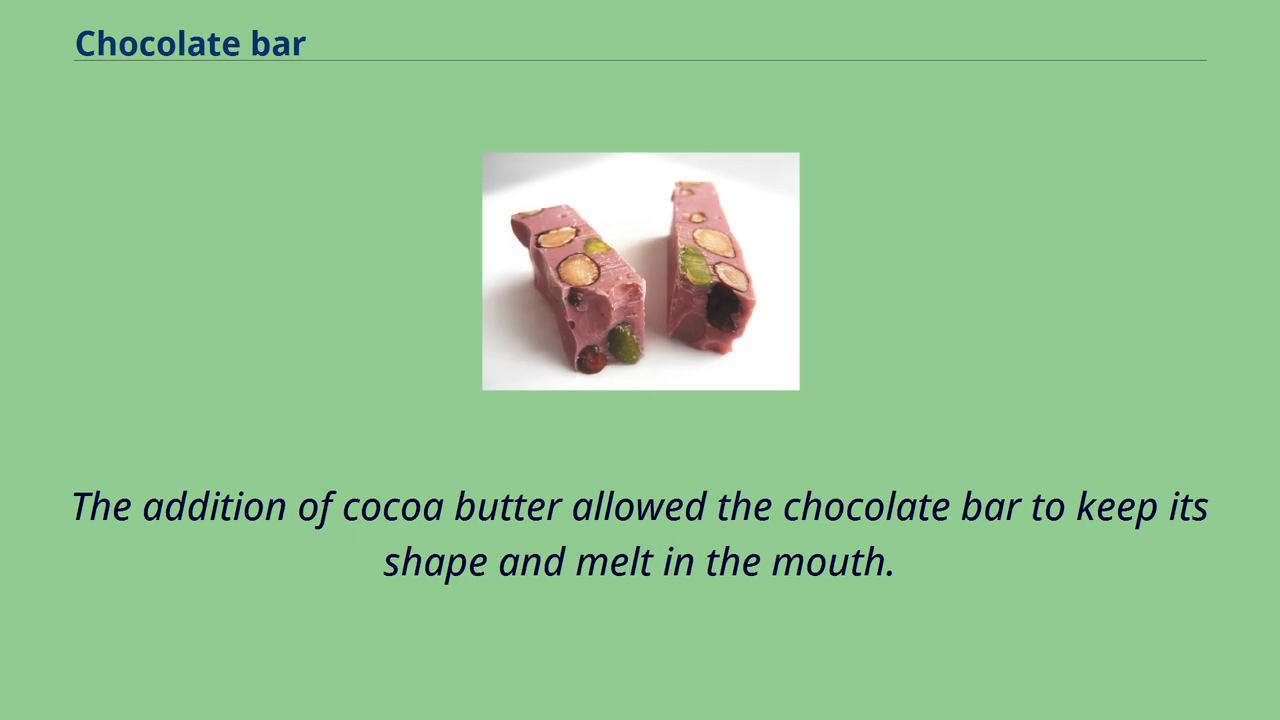 Chocolate bar
The addition of cocoa butter allowed the chocolate bar to keep its
shape and melt in the mouth.